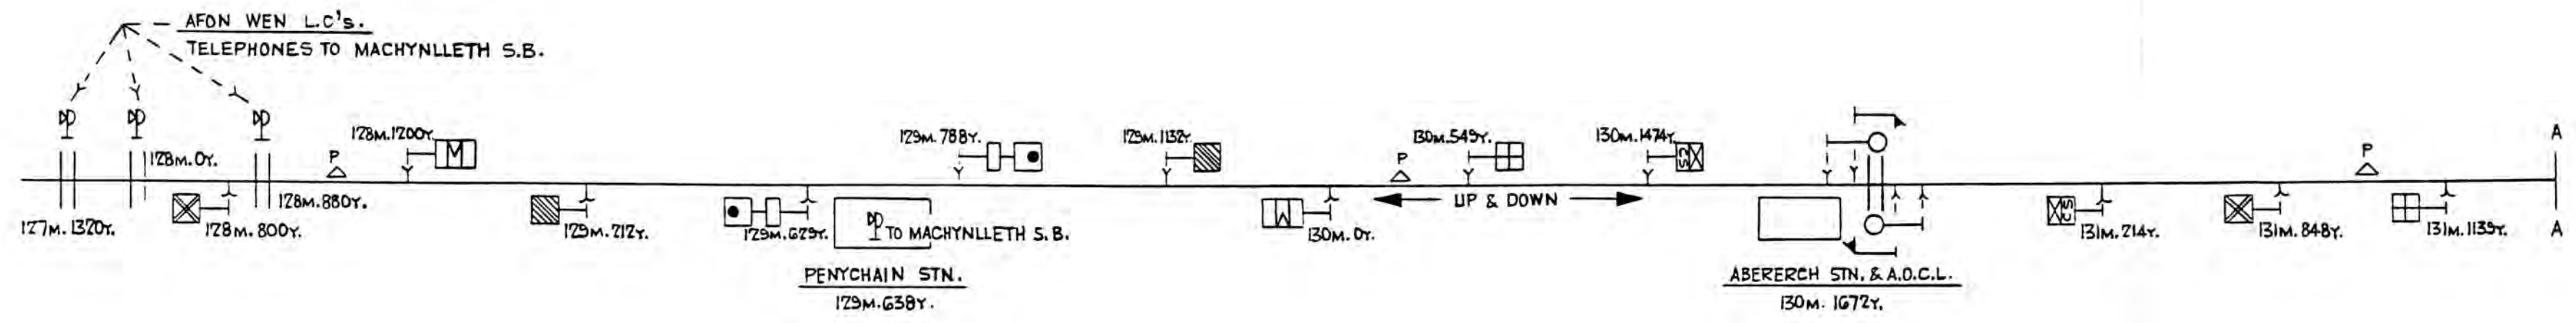 AFON WEN L.C's.
TELEPHONES TO MACHYNLLETH S.B.
128M.0Y.
P
128M.1200Y.
M
129M.788Y.
129M.1132Y.
P
130M.549Y.
130M.1474Y.
P
A
127M.1320Y.
128M.800Y.
128M.880Y.
129M.212Y.
129M.629Y.
TO MACHYNLLETH S.B.
130M.0Y.
UP & DOWN
131M.214Y.
131M.848Y.
131M.1139Y.
A
PENYCHAIN STN.
129M.638Y.
ABERERCH STN. & A.O.C.L.
130M.1672Y.